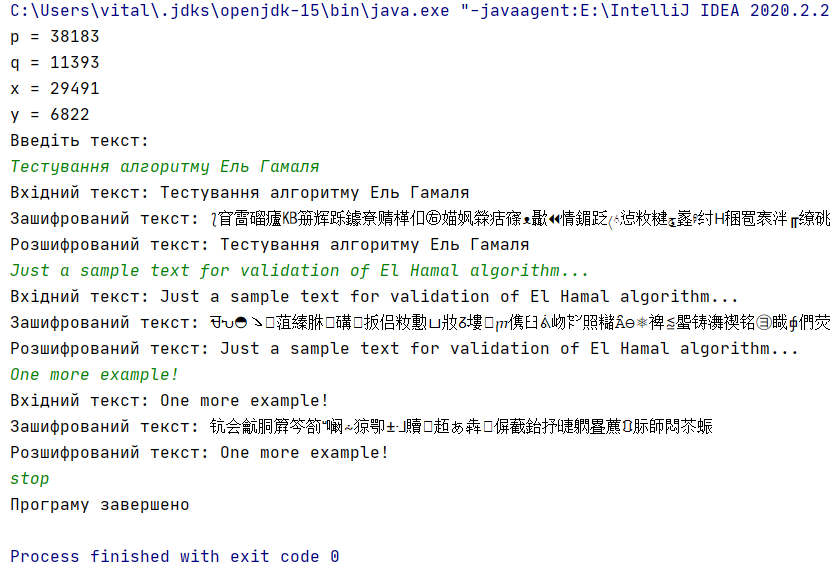 C:\Users\vital\.jdks\openjdk-15\bin\java.exe "-javaagent:E:\IntelliJ IDEA 2020.2.2
p = 38183
q = 11393
x = 29491
y = 6822
Введіть текст:
Тестування алгоритму Ель Гамаля
Вхідний текст: Тестування алгоритму Ель Гамаля
Зашифрований текст:
Розшифрований текст: Тестування алгоритму Ель Гамаля
Just a sample text for validation of El Hamal algorithm...
Вхідний текст: Just a sample text for validation of El Hamal algorithm...
Зашифрований текст:
Розшифрований текст: Just a sample text for validation of El Hamal algorithm...
One more example!
Вхідний текст: One more example!
Зашифрований текст:
Розшифрований текст: One more example!
stop
Програму завершено
Process finished with exit code 0